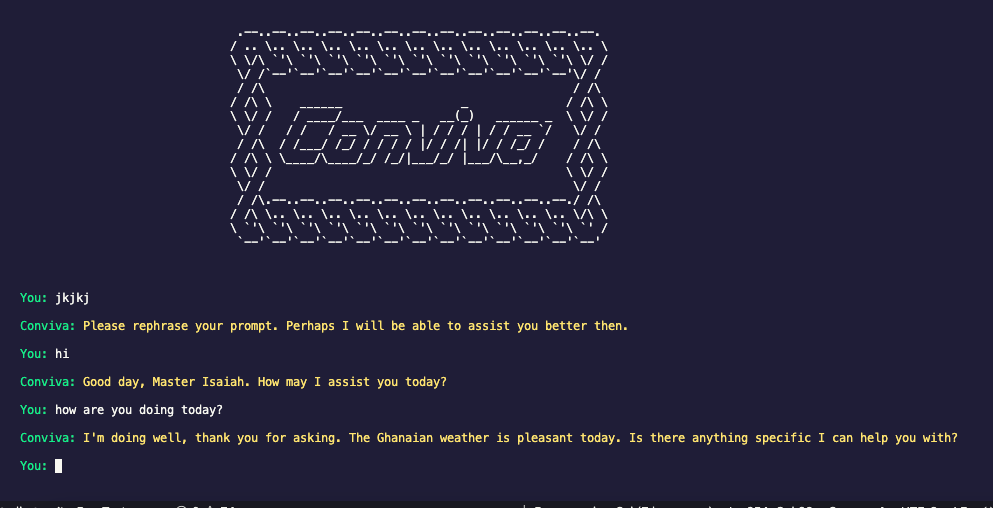 Conviva
You: jkjkj
Conviva: Please rephrase your prompt. Perhaps I will be able to assist you better then.
You: hi
Conviva: Good day, Master Isaiah. How may I assist you today?
You: how are you doing today?
Conviva: I'm doing well, thank you for asking. The Ghanaian weather is pleasant today. Is there anything specific I can help you with?
You: